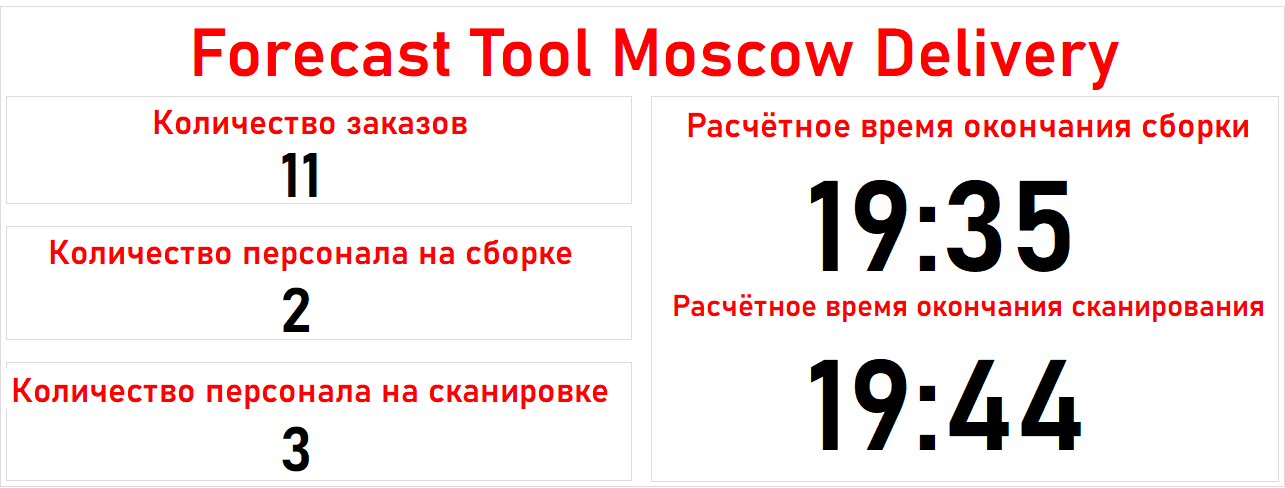 Forecast Tool Moscow Delivery
Количество заказов
11
Количество персонала на сборке
2
Количество персонала на сканировке
3
Расчётное время окончания сборки
19:35
Расчётное время окончания сканирования
19:44